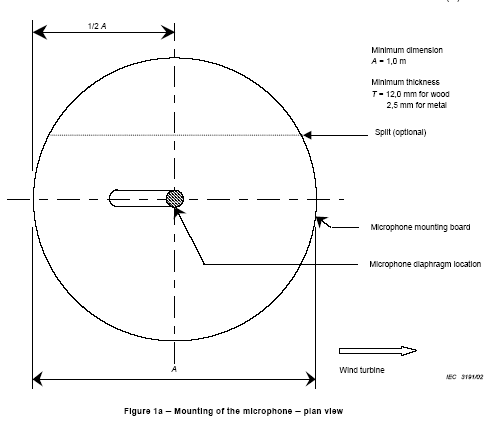 1/2 A
Minimum dimension
A = 1,0 m
Minimum thickness
T = 12,0 mm for wood
2,5 mm for metal
Split (optional)
Microphone mounting board
Microphone diaphragm location
A
Wind turbine
IEC 3191/02
Figure 1a – Mounting of the microphone – plan view